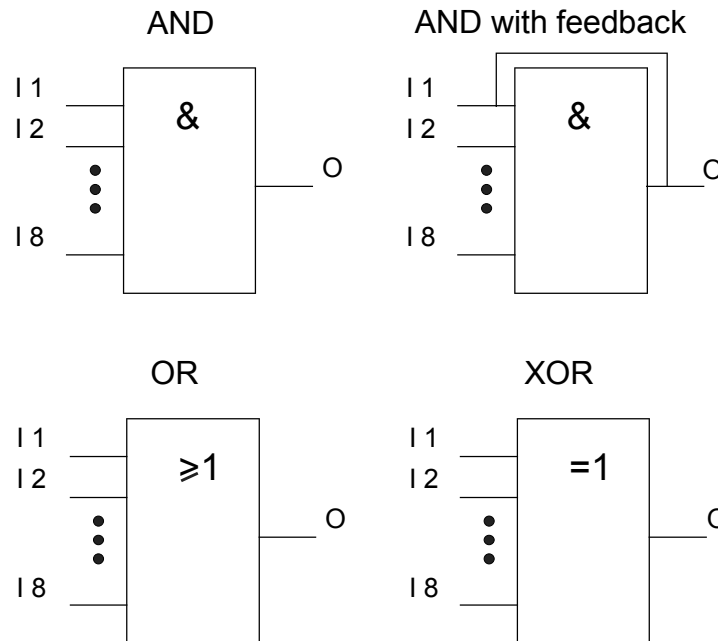 AND
I 1
I 2
I 8
&
O
AND with feedback
I 1
I 2
I 8
&
O
OR
I 1
I 2
I 8
⩾1
O
XOR
I 1
I 2
I 8
=1
O